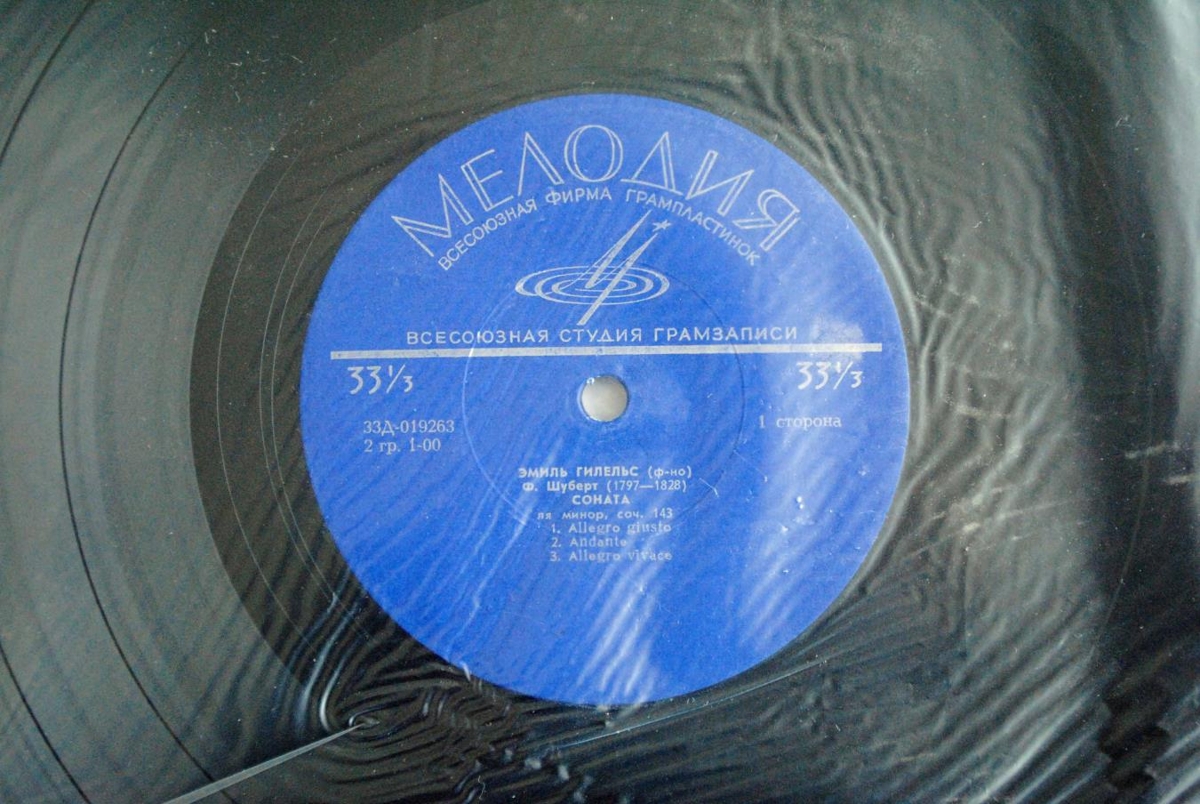 МЕЛОДИЯ
ВСЕСОЮЗНАЯ ФИРМА ГРАМПЛАСТИНОК
ВСЕСОЮЗНАЯ СТУДИЯ ГРАМЗАПИСИ
33⅓ 33⅓
33Д-019263 1 сторона
2 гр. 1-00
ЭМИЛЬ ГИЛЕЛЬС (ф-но)
Ф. Шуберт (1797—1828)
СОНАТА
ля минор, соч. 143
1. Allegro giusto
2. Andante
3. Allegro vivace